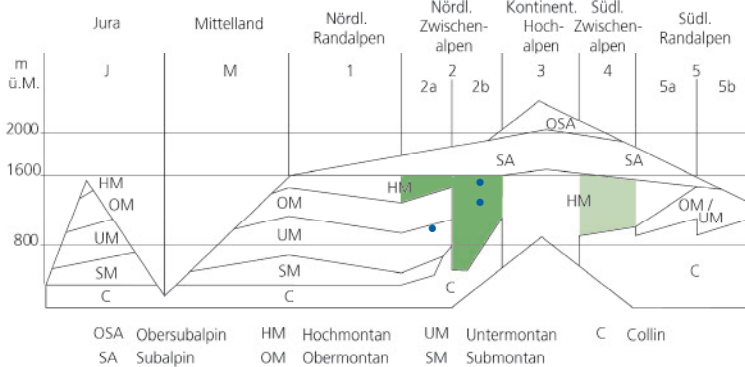 Jura
Mittelland
Nördl.
Randalpen
Nördl.
Zwischen-
alpen
Kontinent.
Hoch-
alpen
Südl.
Zwischen-
alpen
Südl.
Randalpen
m
ü.M.
J
M
1
2
3
4
5
2a
2b
5a
5b
2000
1600
800
OSA
SA
SA
HM
OM
UM
SM
C
HM
OM
UM
SM
C
C
HM
OM /
UM
C
OSA Obersubalpin HM Hochmontan UM Untermontan C Collin
SA Subalpin OM Obermontan SM Submontan